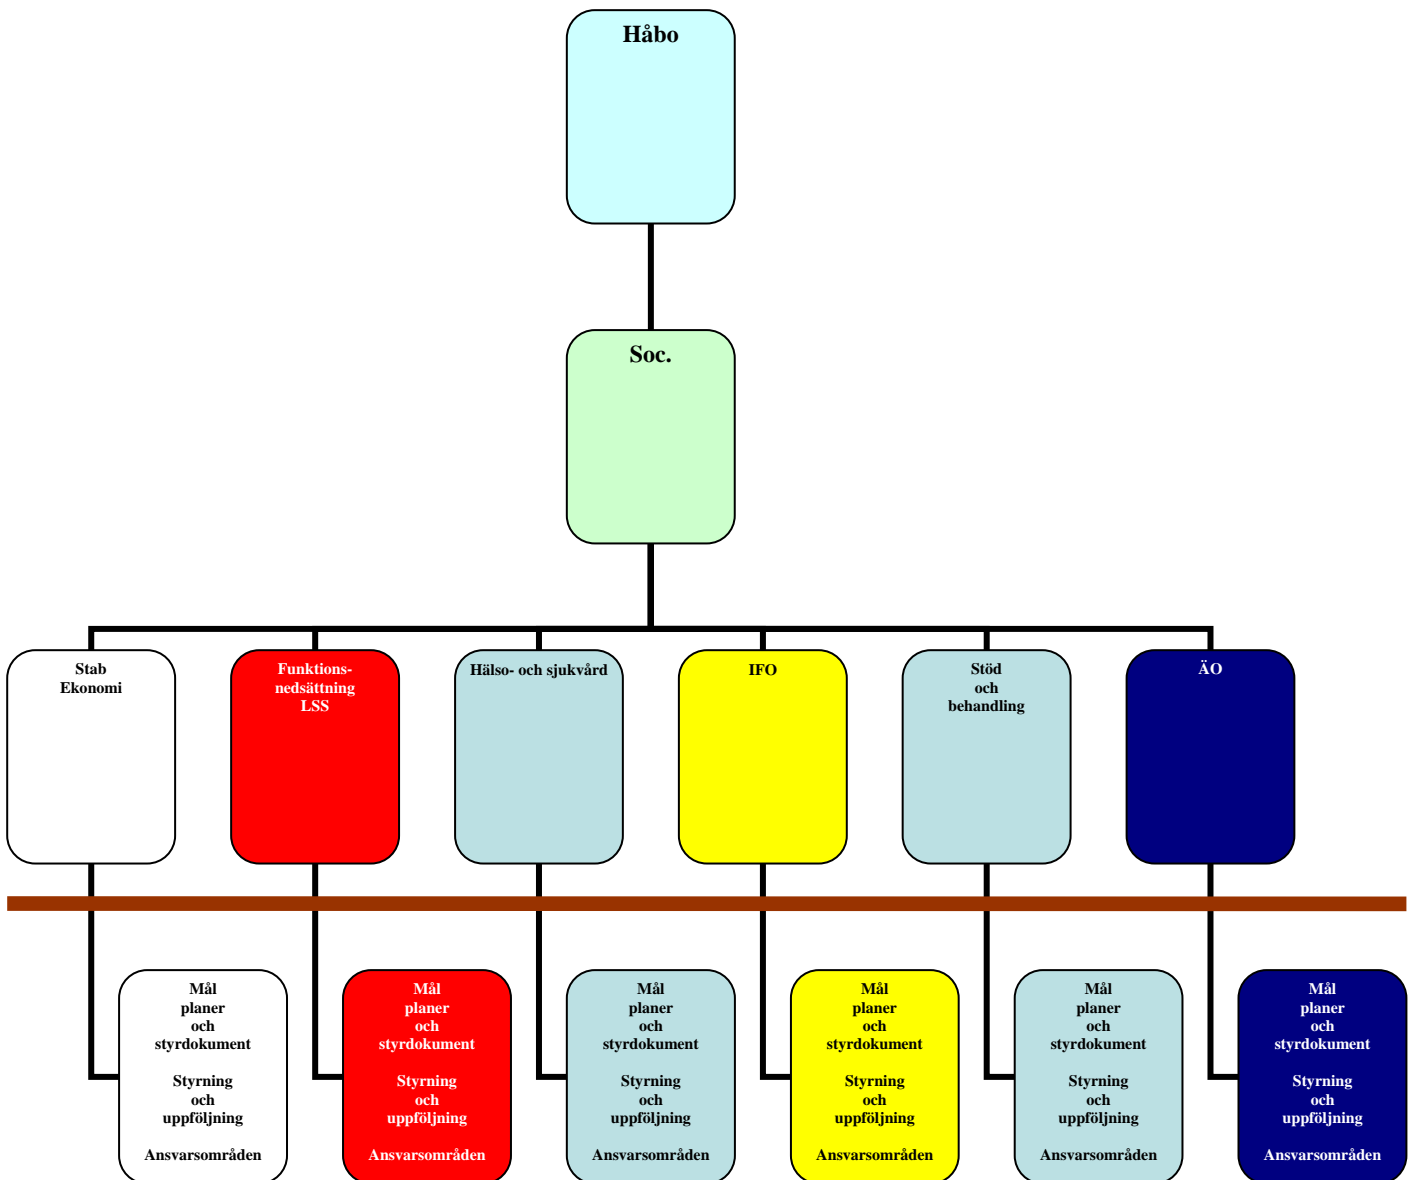 Håbo
Soc.
Stab
Ekonomi
Funktions-
nedsättning
LSS
Hälso- och sjukvård
IFO
Stöd
och
behandling
ÄO
Mål
planer
och
styrdokument
Styrning
och
uppföljning
Ansvarsområden
Mål
planer
och
styrdokument
Styrning
och
uppföljning
Ansvarsområden
Mål
planer
och
styrdokument
Styrning
och
uppföljning
Ansvarsområden
Mål
planer
och
styrdokument
Styrning
och
uppföljning
Ansvarsområden
Mål
planer
och
styrdokument
Styrning
och
uppföljning
Ansvarsområden
Mål
planer
och
styrdokument
Styrning
och
uppföljning
Ansvarsområden